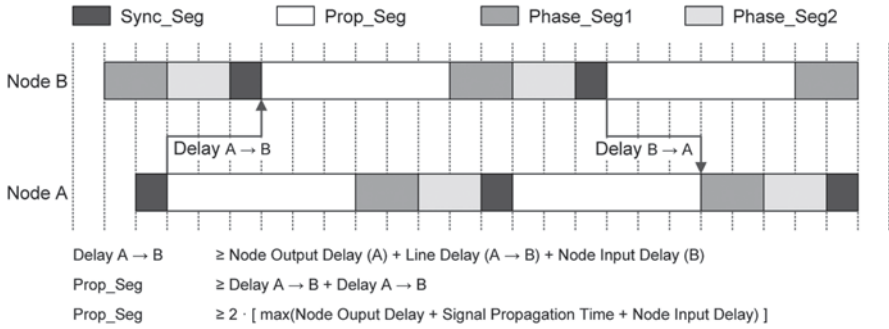 Sync_Seg Prop_Seg Phase_Seg1 Phase_Seg2
Node B
Delay A → B Delay B → A
Node A
Delay A → B ≥ Node Output Delay (A) + Line Delay (A → B) + Node Input Delay (B)
Prop_Seg ≥ Delay A → B + Delay A → B
Prop_Seg ≥ 2 · [ max(Node Ouput Delay + Signal Propagation Time + Node Input Delay) ]